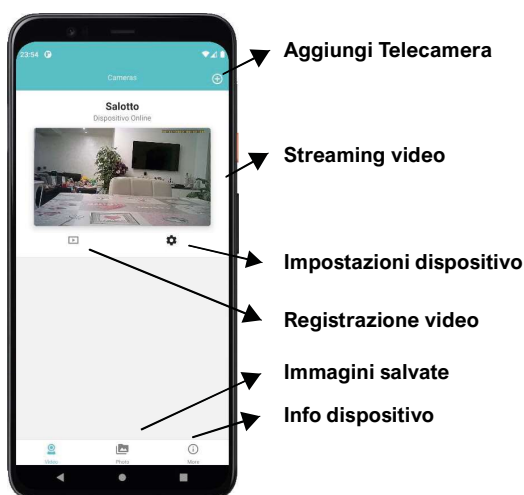 23:54
Cameras
Salotto
Dispositivo Online
Video
Photo
More
Aggiungi Telecamera
Streaming video
Impostazioni dispositivo
Registrazione video
Immagini salvate
Info dispositivo